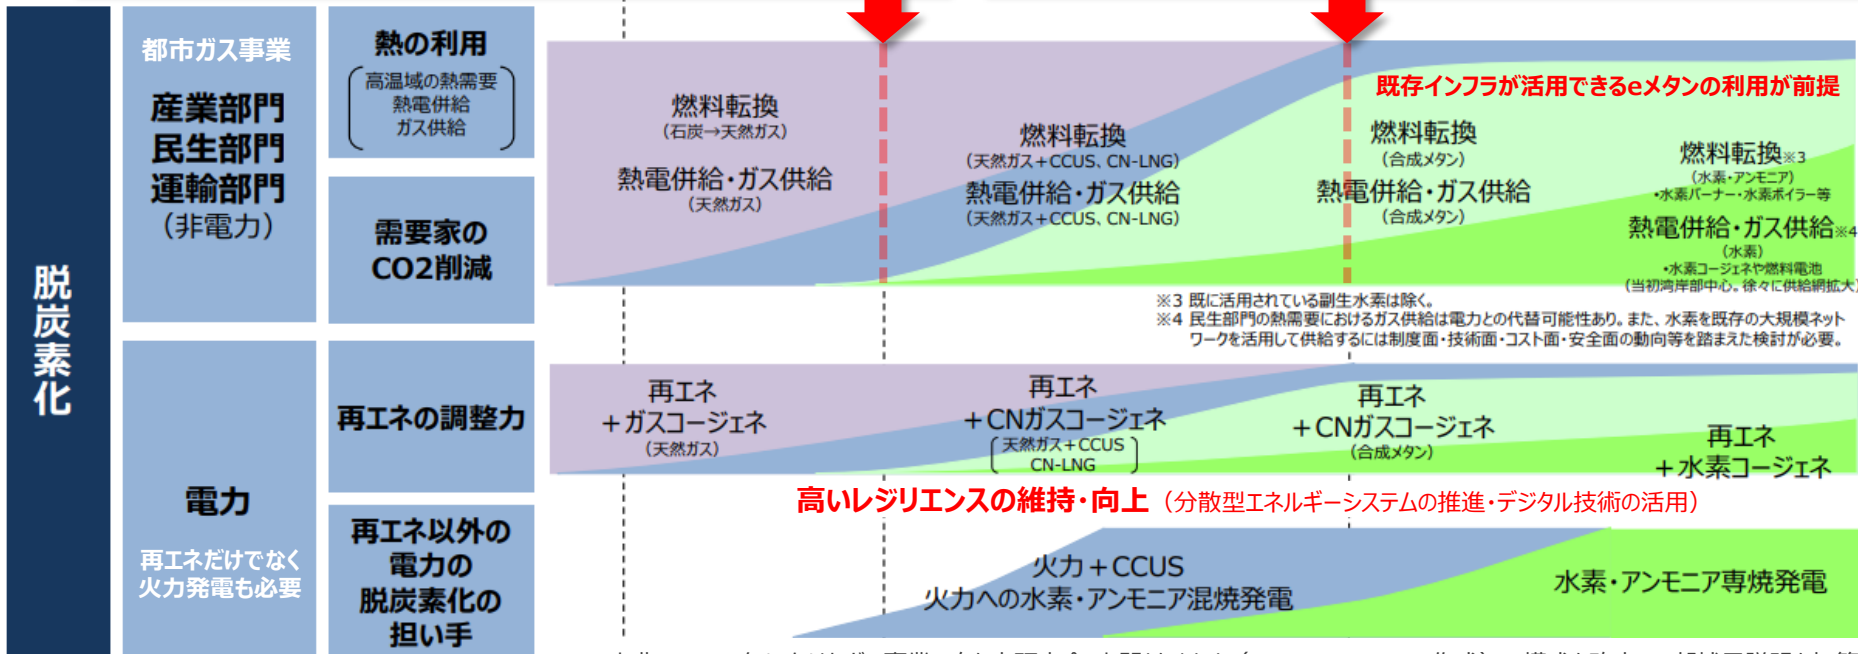 脱炭素化
都市ガス事業
産業部門
民生部門
運輸部門
（非電力）
熱の利用
高温域の熱需要
熱電併給
ガス供給
需要家の
CO2削減
燃料転換
（石炭→天然ガス）
熱電併給・ガス供給
（天然ガス）
燃料転換
（天然ガス＋CCUS、CN-LNG）
熱電併給・ガス供給
（天然ガス＋CCUS、CN-LNG）
既存インフラが活用できるeメタンの利用が前提
燃料転換
（合成メタン）
熱電併給・ガス供給
（合成メタン）
燃料転換※3
（水素・アンモニア）
・水素バーナー・水素ボイラー等
熱電併給・ガス供給※4
（水素）
・水素コージェネや燃料電池
（当初湾岸部中心。徐々に供給網拡大）
※3 既に活用されている副生水素は除く。
※4 民生部門の熱需要におけるガス供給は電力との代替可能性あり。また、水素を既存の大規模ネット
ワークを活用して供給するには制度面・技術面・コスト面・安全面の動向等を踏まえた検討が必要。
電力
再エネだけでなく
火力発電も必要
再エネの調整力
再エネ
＋ガスコージェネ
（天然ガス）
再エネ
＋CNガスコージェネ
天然ガス＋CCUS
CN-LNG
再エネ
＋CNガスコージェネ
（合成メタン）
再エネ
＋水素コージェネ
高いレジリエンスの維持・向上（分散型エネルギーシステムの推進・デジタル技術の活用）
再エネ以外の
電力の
脱炭素化の
担い手
火力＋CCUS
火力への水素・アンモニア混焼発電
水素・アンモニア専焼発電